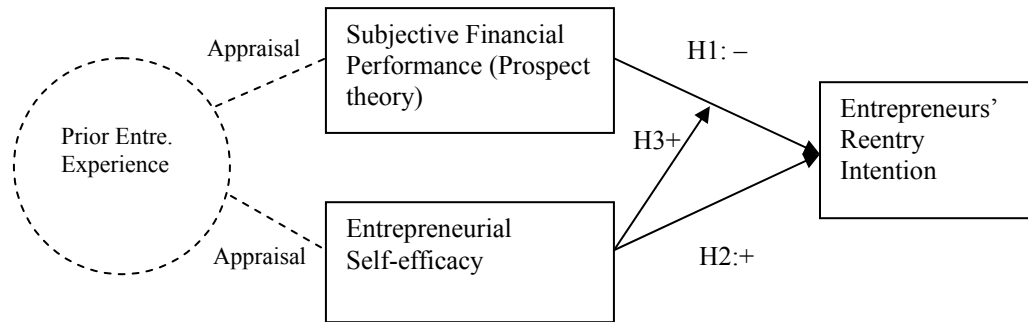 Appraisal
Subjective Financial
Performance (Prospect
theory)
H1: –
Prior Entre.
Experience
H3+
Entrepreneurs’
Reentry
Intention
Appraisal
Entrepreneurial
Self-efficacy
H2:+